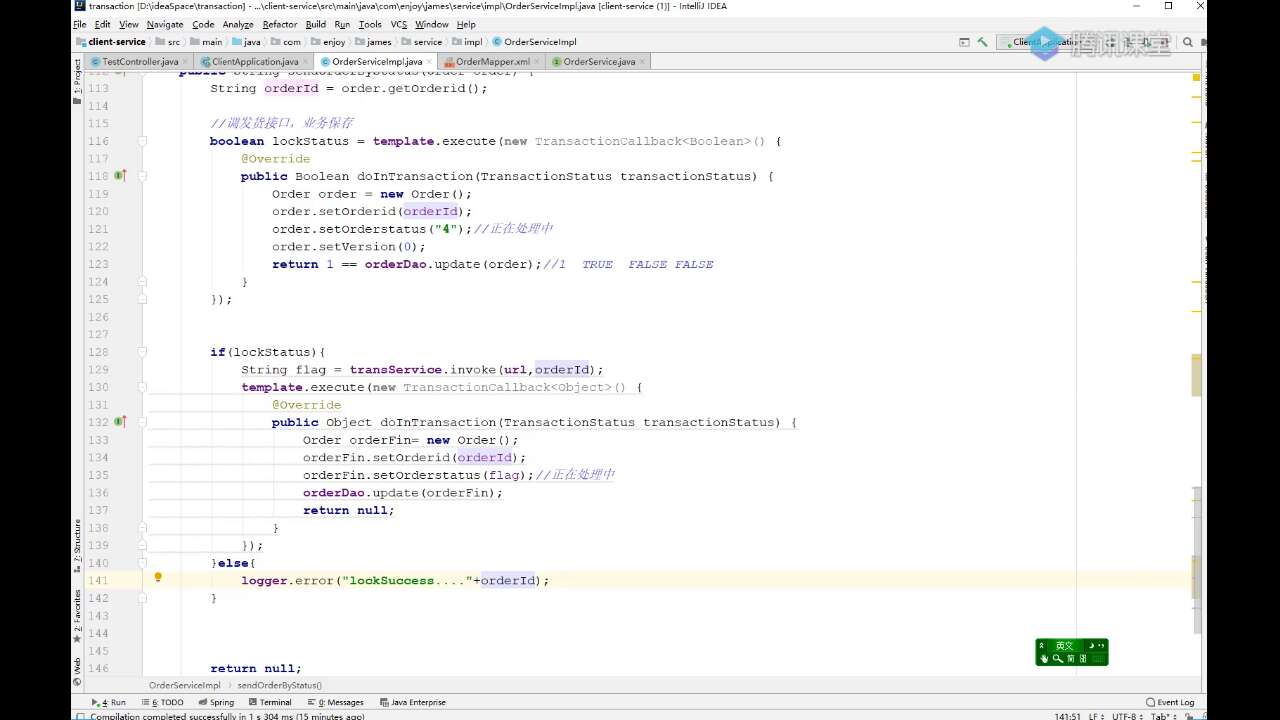 transaction [D:\ideaSpace\transaction] - ...\client-service\src\main\java\com\enjoy\james\service\impl\OrderServiceImpl.java [client-service (1)] - IntelliJ IDEA
File Edit View Navigate Code Analyze Refactor Build Run Tools VCS Window Help
client-service src main java com enjoy james service impl OrderServiceImpl
腾讯课堂
TestController.java ClientApplication.java OrderServiceImpl.java OrderMapper.xml OrderService.java
1: Project
public String sendOrderByStatus(Order order) {
113 String orderId = order.getOrderid();
114
115 //调发货接口，业务保存
116 boolean lockStatus = template.execute(new TransactionCallback<Boolean>() {
117 @Override
118 public Boolean doInTransaction(TransactionStatus transactionStatus) {
119 Order order = new Order();
120 order.setOrderid(orderId);
121 order.setOrderstatus("4");//正在处理中
122 order.setVersion(0);
123 return 1 == orderDao.update(order);//1 TRUE FALSE FALSE
124 }
125 });
126
127
128 if(lockStatus){
129 String flag = transService.invoke(url,orderId);
130 template.execute(new TransactionCallback<Object>() {
131 @Override
132 public Object doInTransaction(TransactionStatus transactionStatus) {
133 Order orderFin= new Order();
134 orderFin.setOrderid(orderId);
135 orderFin.setOrderstatus(flag);//正在处理中
136 orderDao.update(orderFin);
137 return null;
138 }
139 });
140 }else{
141 logger.error("lockSuccess...."+orderId);
142 }
143
144
145
146 return null;
7: Structure
2: Favorites
Web
英文
简
OrderServiceImpl › sendOrderByStatus()
4: Run 6: TODO Spring Terminal 0: Messages Java Enterprise Event Log
Compilation completed successfully in 1 s 304 ms (15 minutes ago) 141:51 LF÷ UTF-8÷ Tab*÷